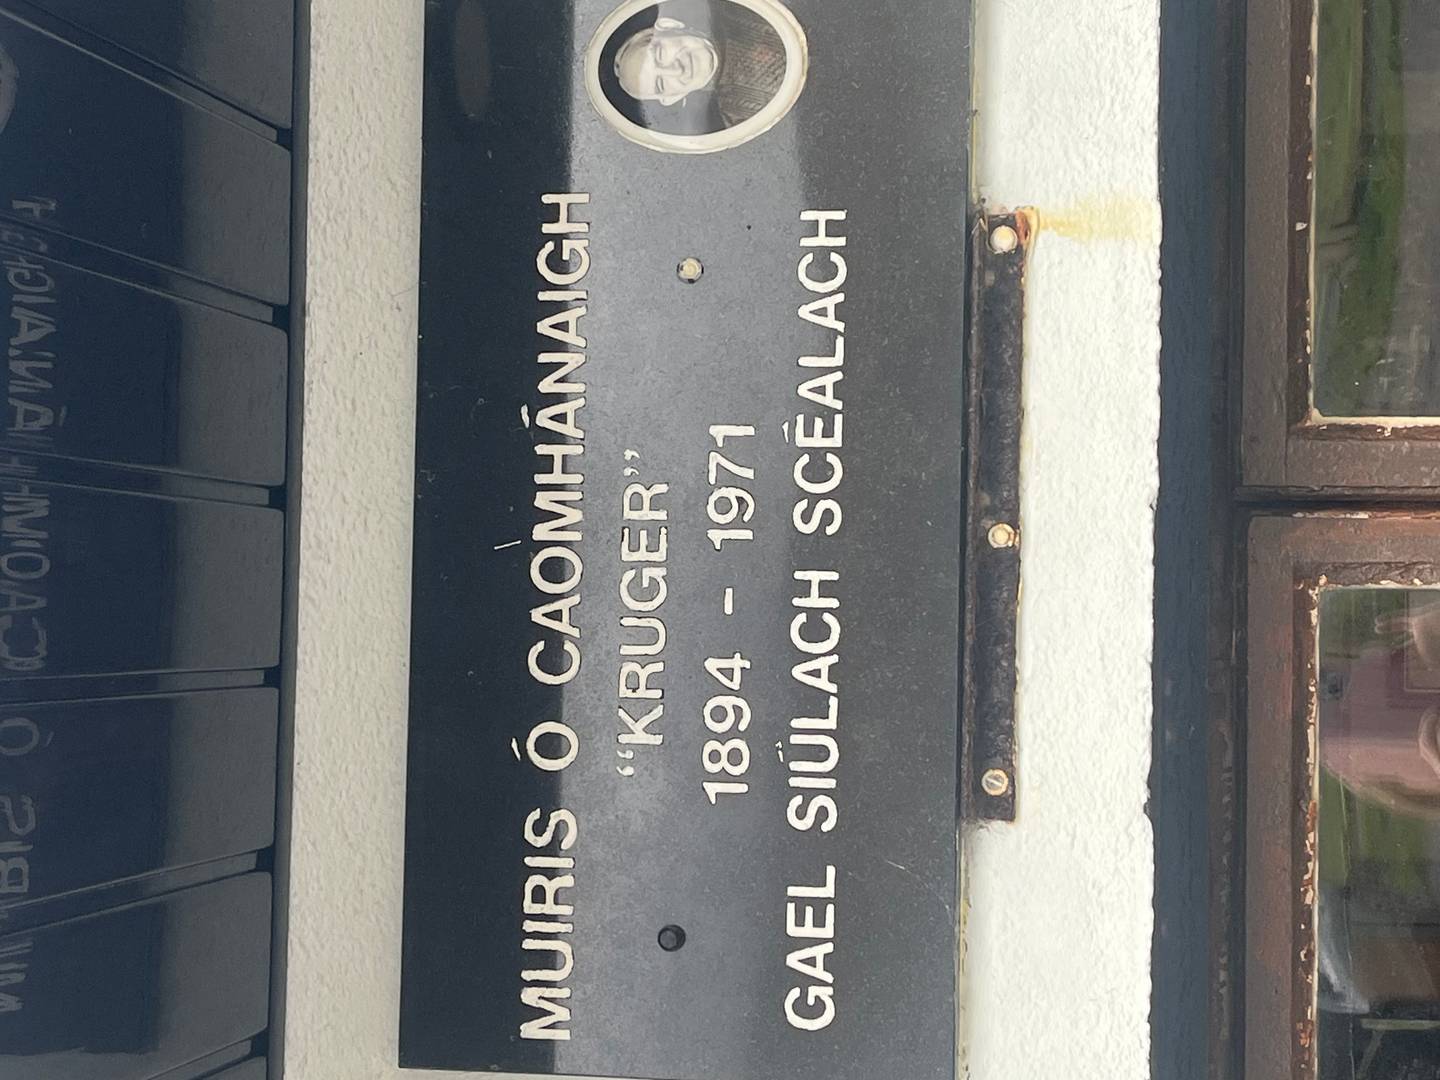 MUIRIS Ó CAOMHÁNAIGH
“KRUGER”
1894 - 1971
GAEL SIÚLACH SCÉALACH